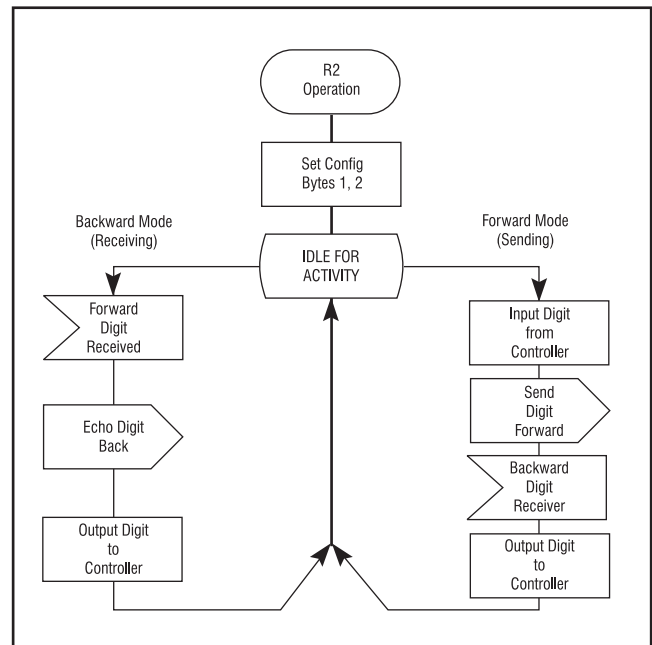 R2
Operation
Set Config
Bytes 1, 2
Backward Mode
(Receiving)
Forward Mode
(Sending)
IDLE FOR
ACTIVITY
Forward
Digit
Received
Echo Digit
Back
Output Digit
to
Controller
Input Digit
from
Controller
Send
Digit
Forward
Backward
Digit
Receiver
Output Digit
to
Controller